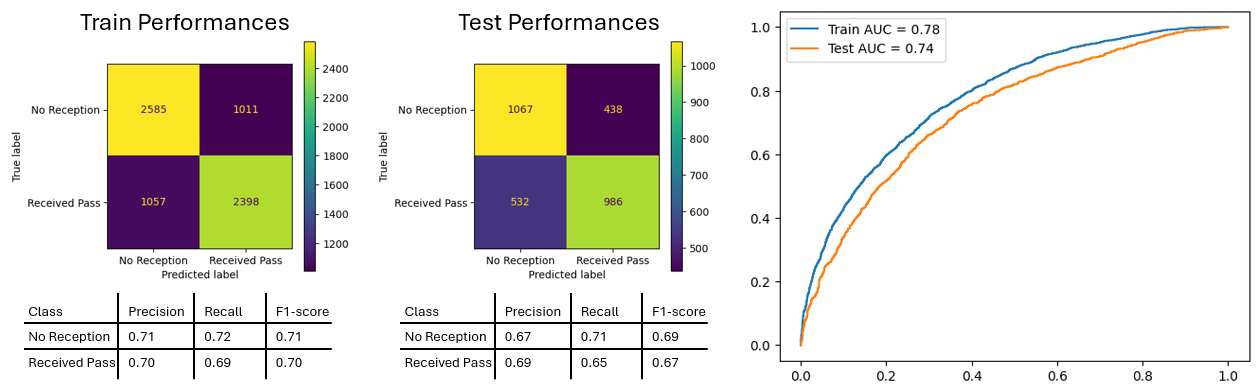 Train Performances
No Reception
Received Pass
True label
2585 1011
1057 2398
No Reception Received Pass
Predicted label
2400
2200
2000
1800
1600
1400
1200
Class Precision Recall F1-score
No Reception 0.71 0.72 0.71
Received Pass 0.70 0.69 0.70
Test Performances
No Reception
Received Pass
True label
1067 438
532 986
No Reception Received Pass
Predicted label
1000
900
800
700
600
500
Class Precision Recall F1-score
No Reception 0.67 0.71 0.69
Received Pass 0.69 0.65 0.67
Train AUC = 0.78
Test AUC = 0.74
1.0
0.8
0.6
0.4
0.2
0.0
0.0 0.2 0.4 0.6 0.8 1.0